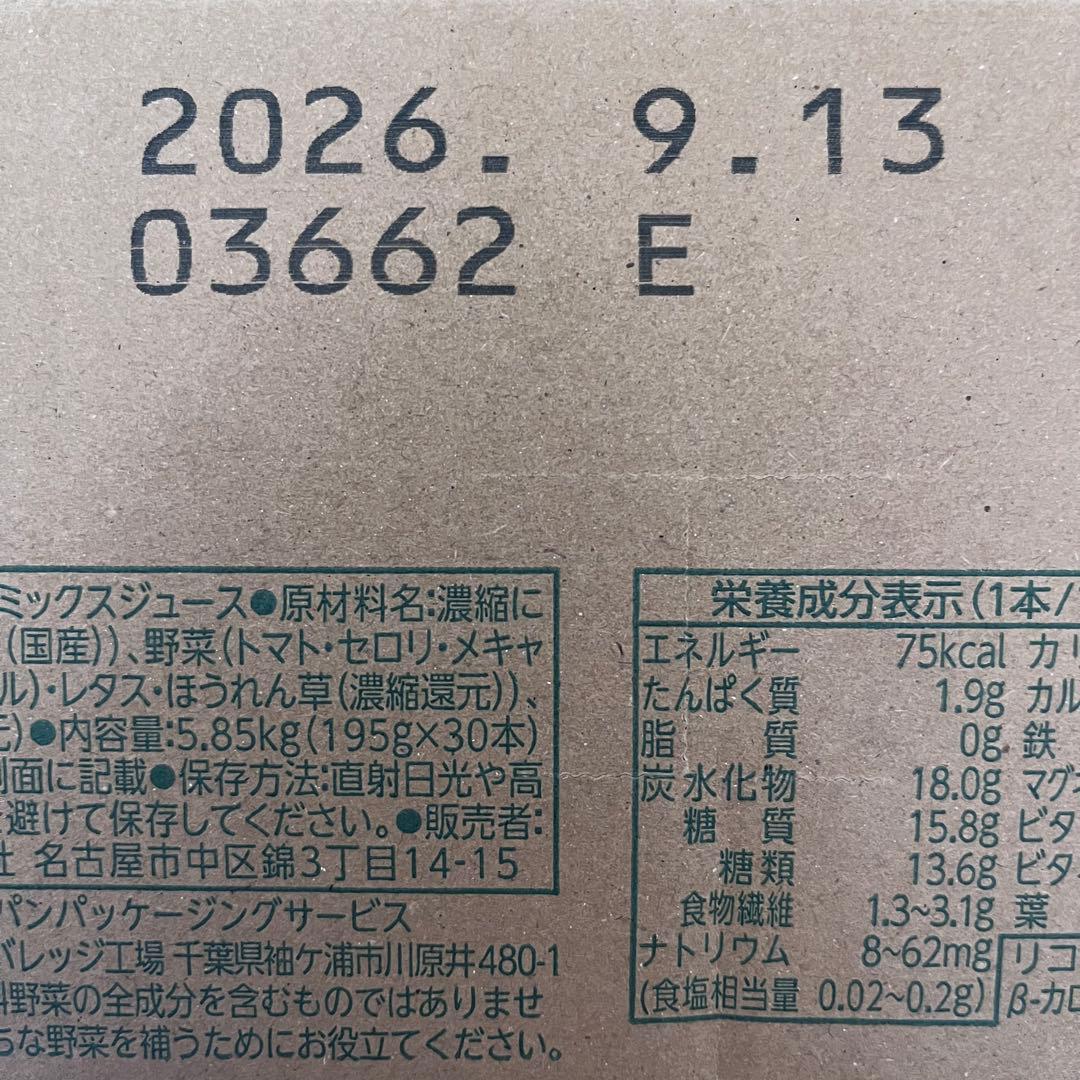 2026. 9.13
03662 E
ミックスジュース●原材料名:濃縮に
(国産))、野菜(トマト・セロリ・メキャ
ル)・レタス・ほうれん草(濃縮還元))、
元)●内容量:5.85kg(195g×30本)
側面に記載●保存方法:直射日光や高
を避けて保存してください。●販売者:
社 名古屋市中区錦3丁目14-15
パンパッケージングサービス
バレッジ工場 千葉県袖ケ浦市川原井480-1
料野菜の全成分を含むものではありませ
ちな野菜を補うためにお役立てください。
栄養成分表示(1本/
エネルギー 75kcal カリ
たんぱく質 1.9g カル
脂質 0g 鉄
炭水化物 18.0g マグネ
糖質 15.8g ビタ
糖類 13.6g ビタ
食物繊維 1.3~3.1g 葉
ナトリウム 8~62mg リコ
(食塩相当量 0.02~0.2g) β-カロ